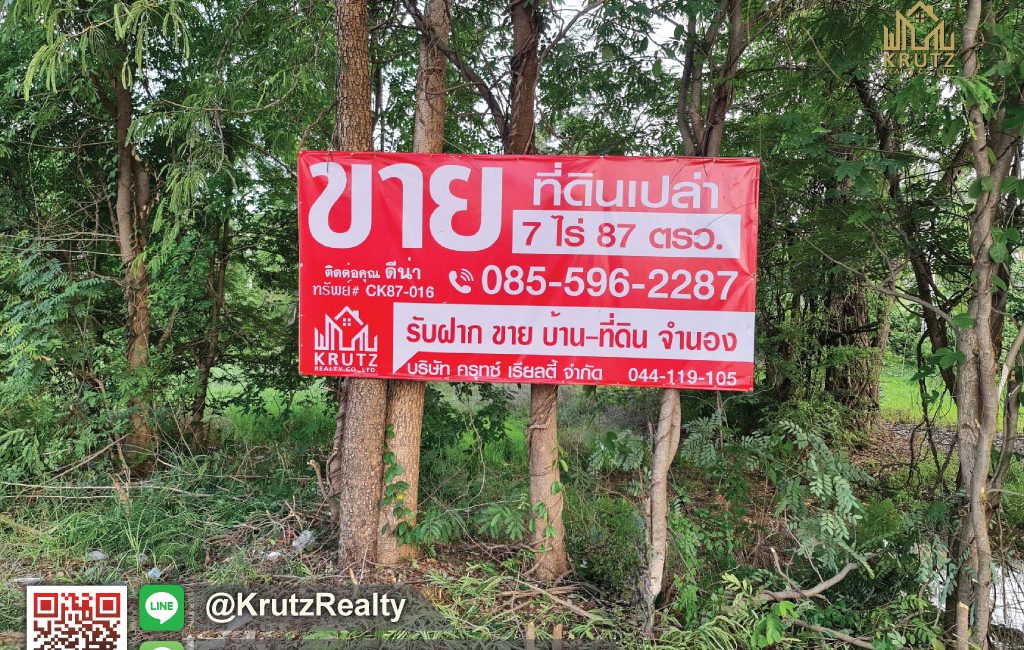 KRUTZ
ขาย
ที่ดินเปล่า
7 ไร่ 87 ตรว.
ติดต่อคุณ ดีน่า
085-596-2287
ทรัพย์# CK87-016
รับฝาก ขาย บ้าน-ที่ดิน จำนอง
KRUTZ
REALTY CO., LTD.
บริษัท ครุทซ์ เรียลตี้ จำกัด 044-119-105
LINE
@KrutzRealty